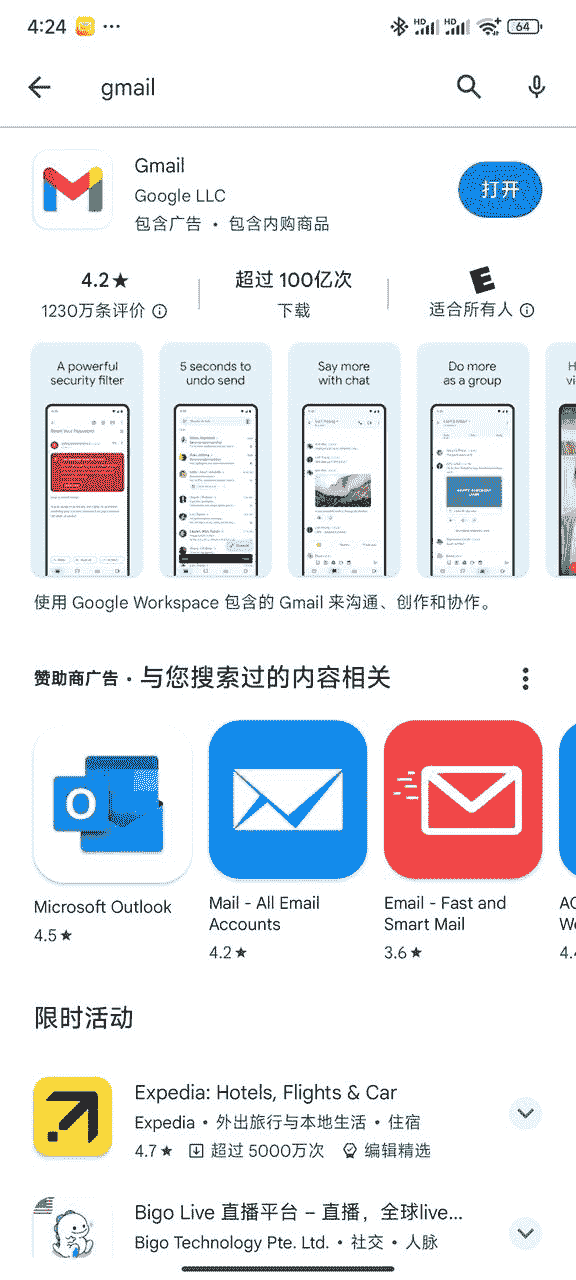 4:24
HD HD 64
gmail
Gmail
Google LLC
打开
包含广告 • 包含内购商品
4.2★ 超过 100亿次 E
1230万条评价 下载 适合所有人
A powerful
security filter
5 seconds to
undo send
Say more
with chat
Do more
as a group
使用 Google Workspace 包含的 Gmail 来沟通、创作和协作。
赞助商广告 · 与您搜索过的内容相关
Microsoft Outlook
4.5★
Mail - All Email
Accounts
4.2★
Email - Fast and
Smart Mail
3.6★
限时活动
Expedia: Hotels, Flights & Car
Expedia • 外出旅行与本地生活 • 住宿
4.7★ 超过 5000万次 编辑精选
Bigo Live 直播平台 – 直播，全球live...
Bigo Technology Pte. Ltd. • 社交 • 人脉